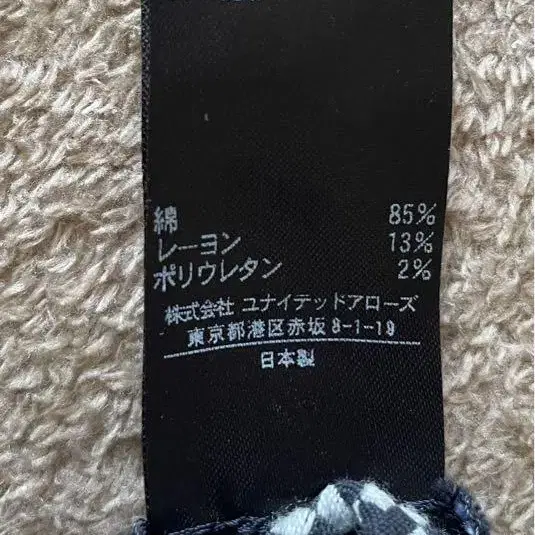 綿 85%
レーヨン 13%
ポリウレタン 2%
株式会社 ユナイテッドアローズ
東京都港区赤坂8-1-19
日本製